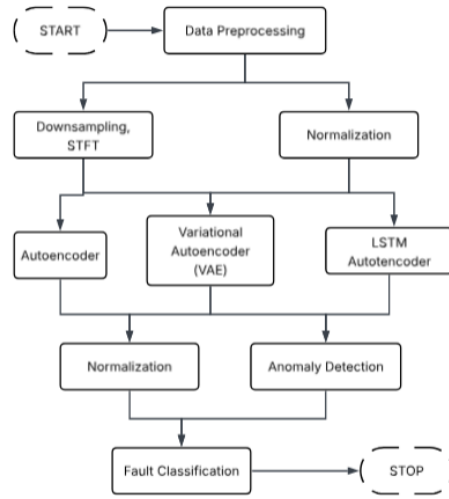 START
Data Preprocessing
Downsampling,
STFT
Normalization
Autoencoder
Variational
Autoencoder
(VAE)
LSTM
Autotencoder
Normalization
Anomaly Detection
Fault Classification
STOP